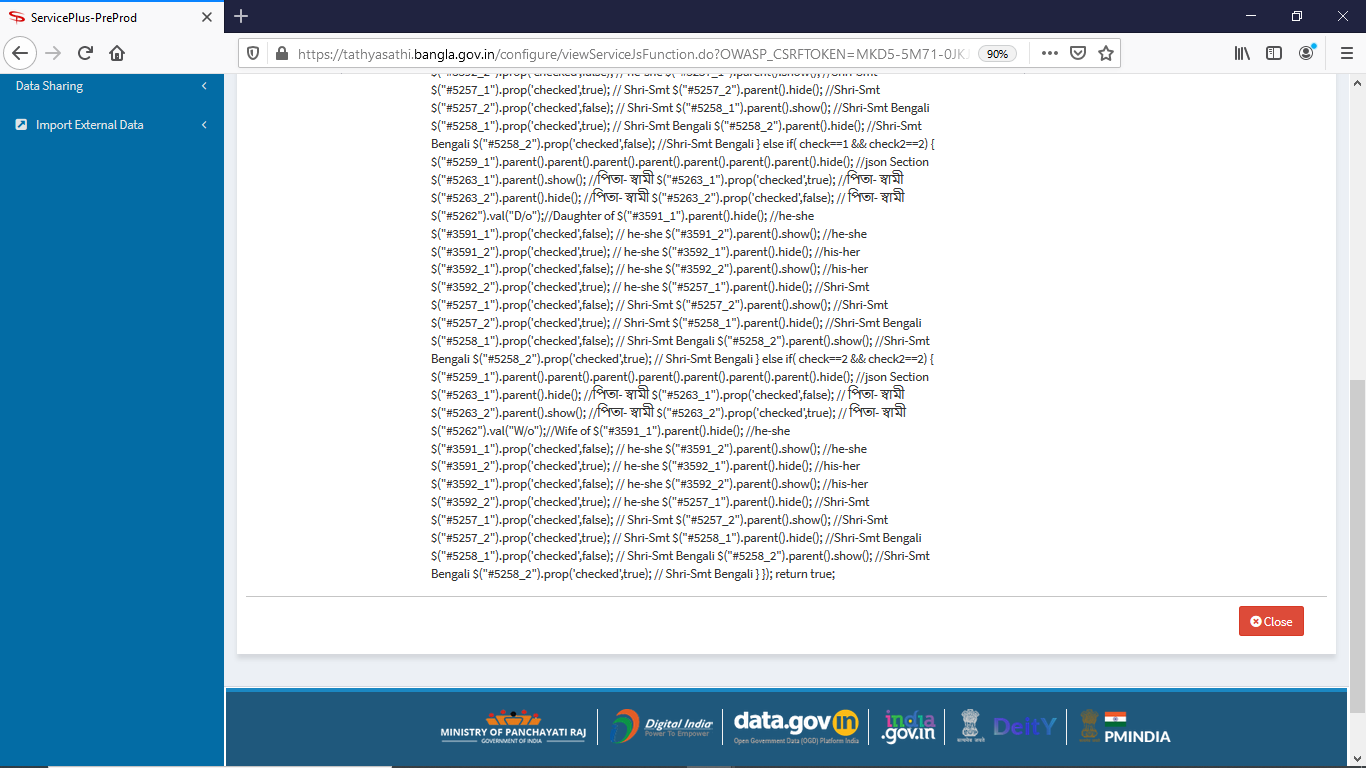 ServicePlus-PreProd
https://tathyasathi.bangla.gov.in/configure/viewServiceJsFunction.do?OWASP_CSRFTOKEN=MKD5-5M71-0JK
90%
Data Sharing
Import External Data
$("#3592_2").prop('checked',false); // he-she $("#5257_1").parent().show(); //Shri-Smt
$("#5257_1").prop('checked',true); // Shri-Smt $("#5257_2").parent().hide(); //Shri-Smt
$("#5257_2").prop('checked',false); // Shri-Smt $("#5258_1").parent().show(); //Shri-Smt Bengali
$("#5258_1").prop('checked',true); // Shri-Smt Bengali $("#5258_2").parent().hide(); //Shri-Smt
Bengali $("#5258_2").prop('checked',false); //Shri-Smt Bengali } else if( check==1 && check2==2) {
$("#5259_1").parent().parent().parent().parent().parent().parent().parent().hide(); //json Section
$("#5263_1").parent().show(); //পিতা- স্বামী $("#5263_1").prop('checked',true); //পিতা- স্বামী
$("#5263_2").parent().hide(); //পিতা- স্বামী $("#5263_2").prop('checked',false); // পিতা- স্বামী
$("#5262").val("D/o");//Daughter of $("#3591_1").parent().hide(); //he-she
$("#3591_1").prop('checked',false); // he-she $("#3591_2").parent().show(); //he-she
$("#3591_2").prop('checked',true); // he-she $("#3592_1").parent().hide(); //his-her
$("#3592_1").prop('checked',false); // he-she $("#3592_2").parent().show(); //his-her
$("#3592_2").prop('checked',true); // he-she $("#5257_1").parent().hide(); //Shri-Smt
$("#5257_1").prop('checked',false); // Shri-Smt $("#5257_2").parent().show(); //Shri-Smt
$("#5257_2").prop('checked',true); // Shri-Smt $("#5258_1").parent().hide(); //Shri-Smt Bengali
$("#5258_1").prop('checked',false); // Shri-Smt Bengali $("#5258_2").parent().show(); //Shri-Smt
Bengali $("#5258_2").prop('checked',true); // Shri-Smt Bengali } else if( check==2 && check2==2) {
$("#5259_1").parent().parent().parent().parent().parent().parent().parent().hide(); //json Section
$("#5263_1").parent().hide(); //পিতা- স্বামী $("#5263_1").prop('checked',false); // পিতা- স্বামী
$("#5263_2").parent().show(); //পিতা- স্বামী $("#5263_2").prop('checked',true); // পিতা- স্বামী
$("#5262").val("W/o");//Wife of $("#3591_1").parent().hide(); //he-she
$("#3591_1").prop('checked',false); // he-she $("#3591_2").parent().show(); //he-she
$("#3591_2").prop('checked',true); // he-she $("#3592_1").parent().hide(); //his-her
$("#3592_1").prop('checked',false); // he-she $("#3592_2").parent().show(); //his-her
$("#3592_2").prop('checked',true); // he-she $("#5257_1").parent().hide(); //Shri-Smt
$("#5257_1").prop('checked',false); // Shri-Smt $("#5257_2").parent().show(); //Shri-Smt
$("#5257_2").prop('checked',true); // Shri-Smt $("#5258_1").parent().hide(); //Shri-Smt Bengali
$("#5258_1").prop('checked',false); // Shri-Smt Bengali $("#5258_2").parent().show(); //Shri-Smt
Bengali $("#5258_2").prop('checked',true); // Shri-Smt Bengali } }); return true;
Close
MINISTRY OF PANCHAYATI RAJ
GOVERNMENT OF INDIA
Digital India
Power To Empower
data.gov in
Open Government Data (OGD) Platform India
india
.gov.in
सत्यमेव जयते
DeitY
PMINDIA